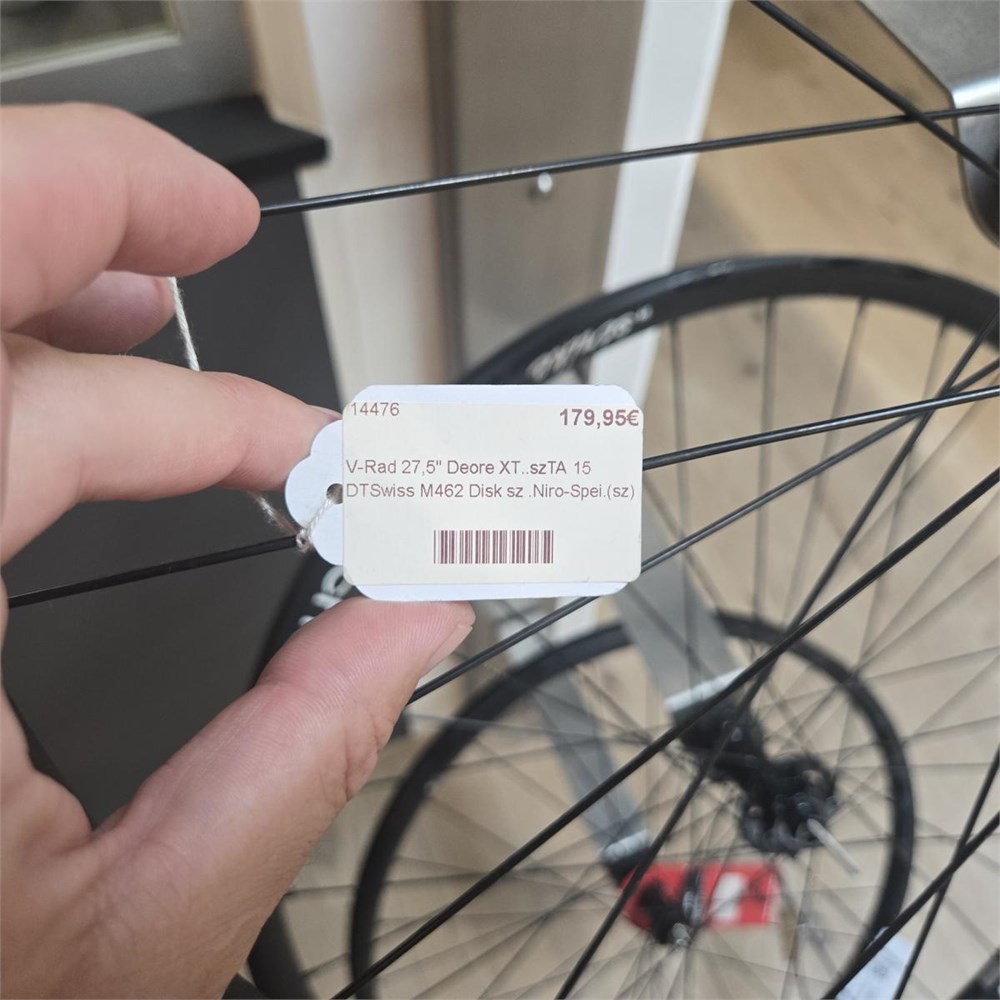 14476
179,95€
V-Rad 27,5" Deore XT..szTA 15
DTSwiss M462 Disk sz .Niro-Spei.(sz)